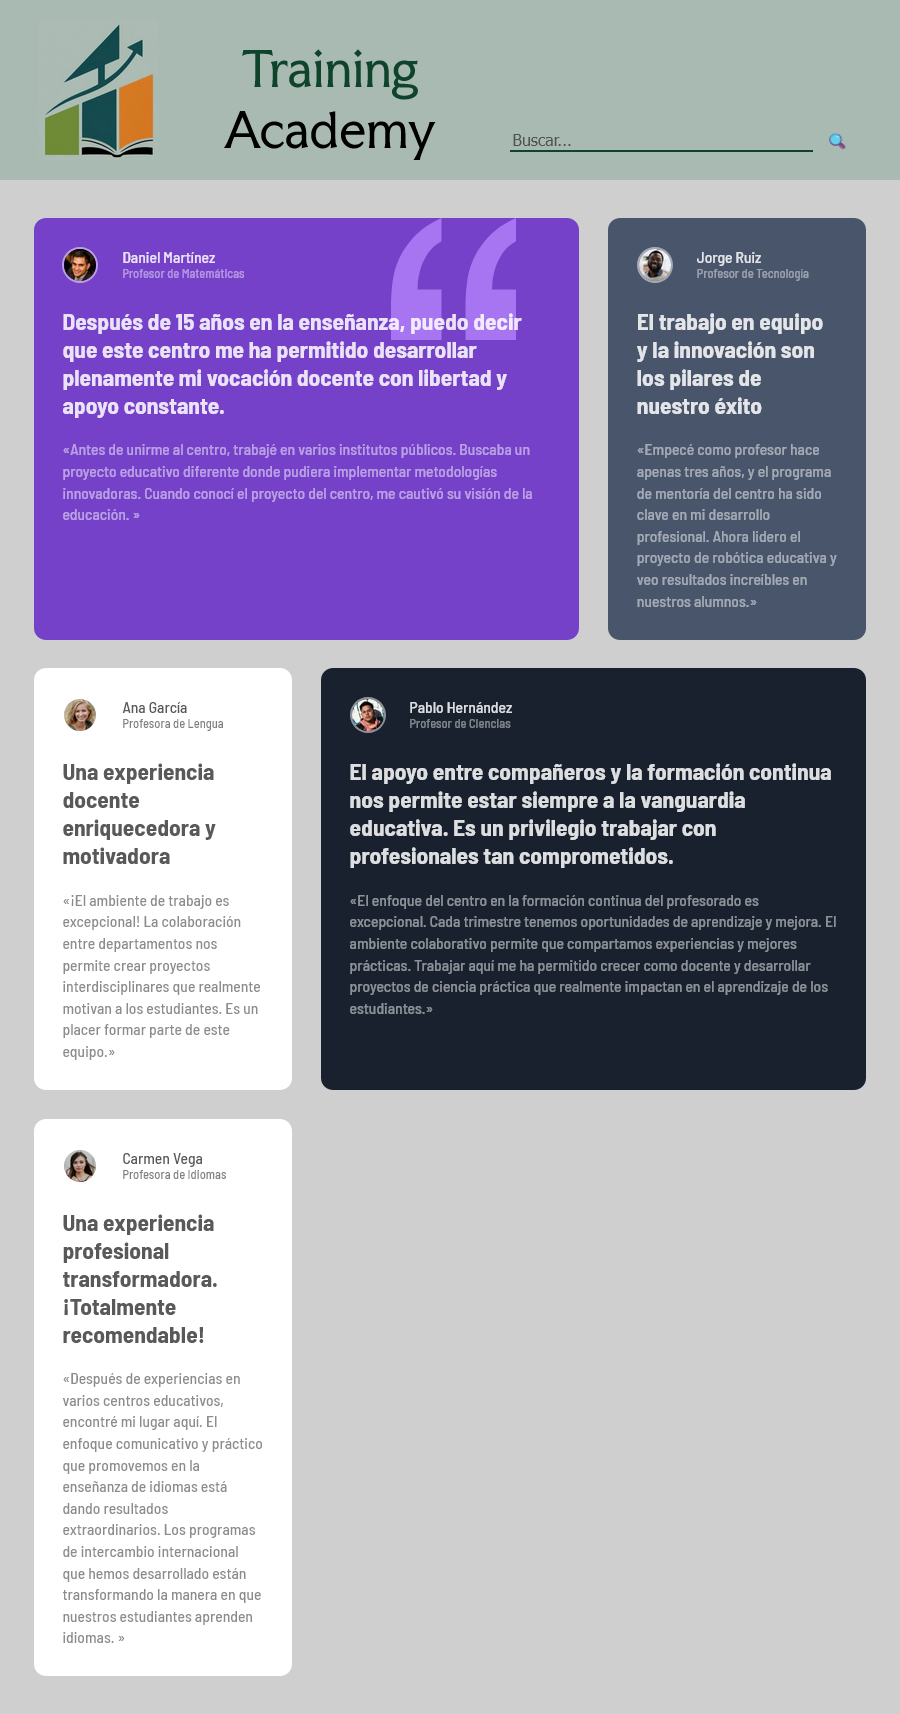 Training
Academy
Buscar...
Daniel Martínez
Profesor de Matemáticas
Después de 15 años en la enseñanza, puedo decir
que este centro me ha permitido desarrollar
plenamente mi vocación docente con libertad y
apoyo constante.
«Antes de unirme al centro, trabajé en varios institutos públicos. Buscaba un
proyecto educativo diferente donde pudiera implementar metodologías
innovadoras. Cuando conocí el proyecto del centro, me cautivó su visión de la
educación. »
Jorge Ruiz
Profesor de Tecnología
El trabajo en equipo
y la innovación son
los pilares de
nuestro éxito
«Empecé como profesor hace
apenas tres años, y el programa
de mentoría del centro ha sido
clave en mi desarrollo
profesional. Ahora lidero el
proyecto de robótica educativa y
veo resultados increíbles en
nuestros alumnos.»
Ana García
Profesora de Lengua
Una experiencia
docente
enriquecedora y
motivadora
«¡El ambiente de trabajo es
excepcional! La colaboración
entre departamentos nos
permite crear proyectos
interdisciplinares que realmente
motivan a los estudiantes. Es un
placer formar parte de este
equipo.»
Pablo Hernández
Profesor de Ciencias
El apoyo entre compañeros y la formación continua
nos permite estar siempre a la vanguardia
educativa. Es un privilegio trabajar con
profesionales tan comprometidos.
«El enfoque del centro en la formación continua del profesorado es
excepcional. Cada trimestre tenemos oportunidades de aprendizaje y mejora. El
ambiente colaborativo permite que compartamos experiencias y mejores
prácticas. Trabajar aquí me ha permitido crecer como docente y desarrollar
proyectos de ciencia práctica que realmente impactan en el aprendizaje de los
estudiantes.»
Carmen Vega
Profesora de Idiomas
Una experiencia
profesional
transformadora.
¡Totalmente
recomendable!
«Después de experiencias en
varios centros educativos,
encontré mi lugar aquí. El
enfoque comunicativo y práctico
que promovemos en la
enseñanza de idiomas está
dando resultados
extraordinarios. Los programas
de intercambio internacional
que hemos desarrollado están
transformando la manera en que
nuestros estudiantes aprenden
idiomas. »